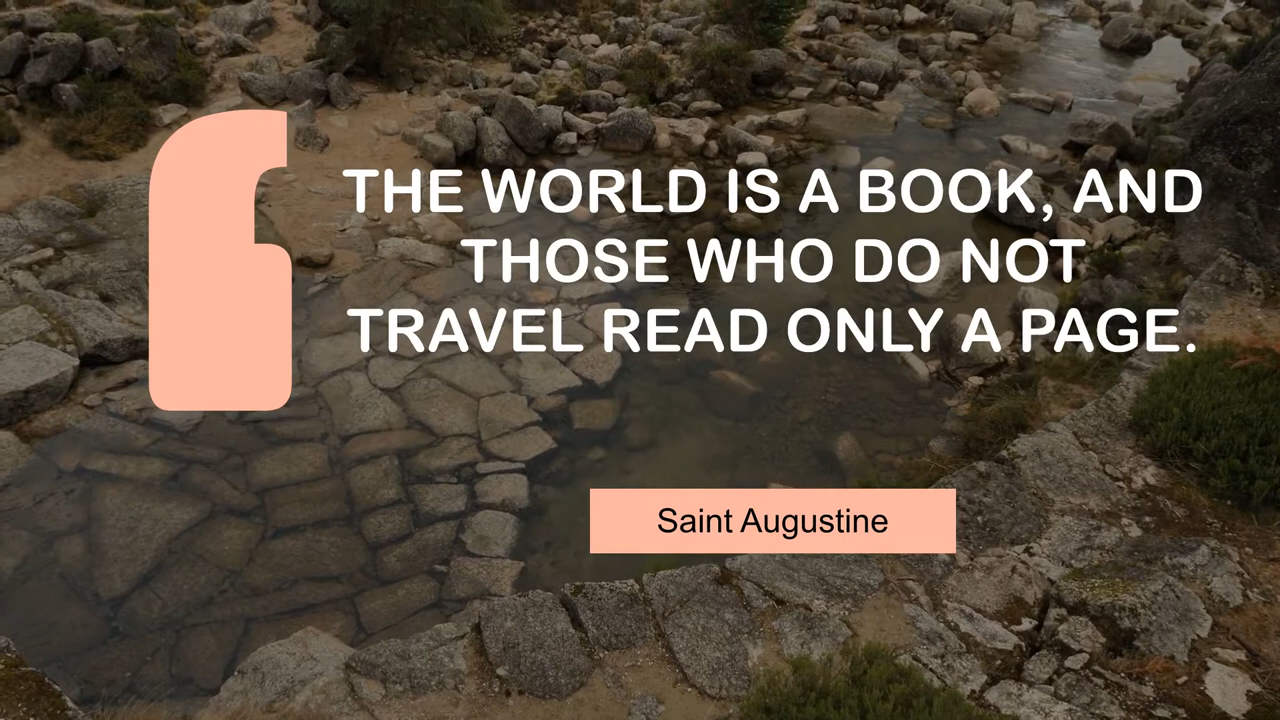 THE WORLD IS A BOOK, AND
THOSE WHO DO NOT
TRAVEL READ ONLY A PAGE.
Saint Augustine